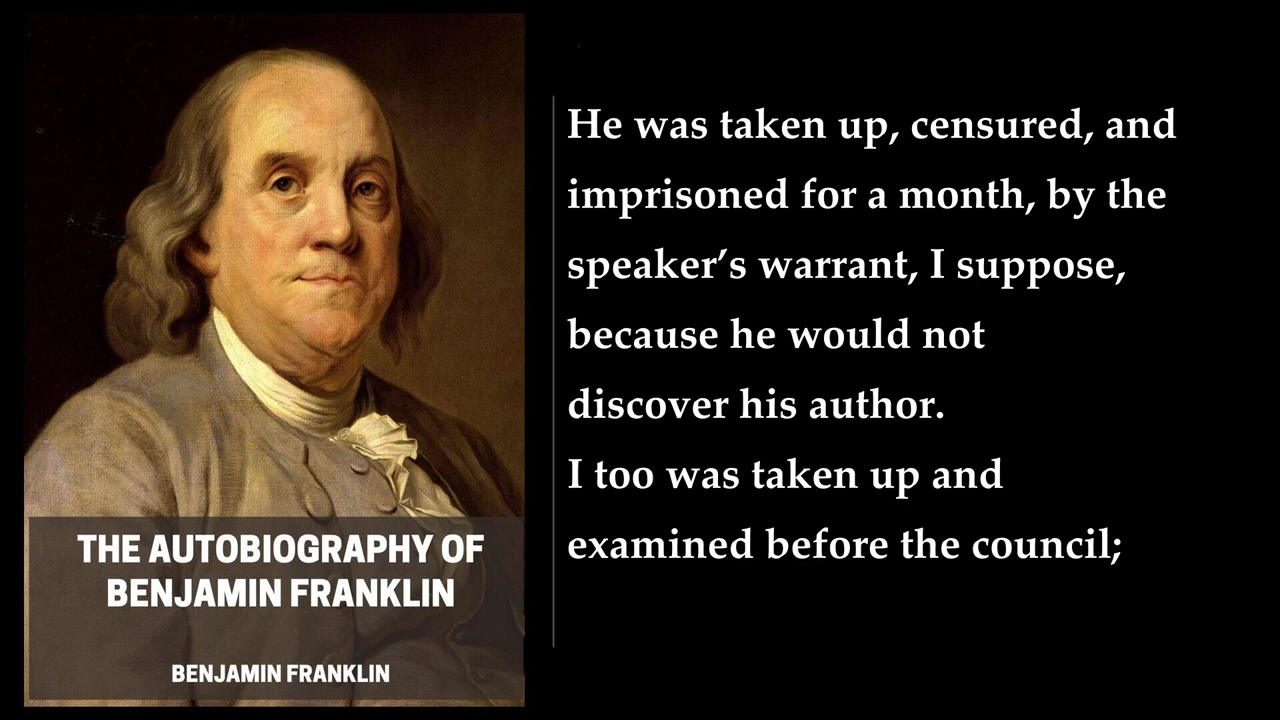 THE AUTOBIOGRAPHY OF
BENJAMIN FRANKLIN
BENJAMIN FRANKLIN
He was taken up, censured, and
imprisoned for a month, by the
speaker’s warrant, I suppose,
because he would not
discover his author.
I too was taken up and
examined before the council;